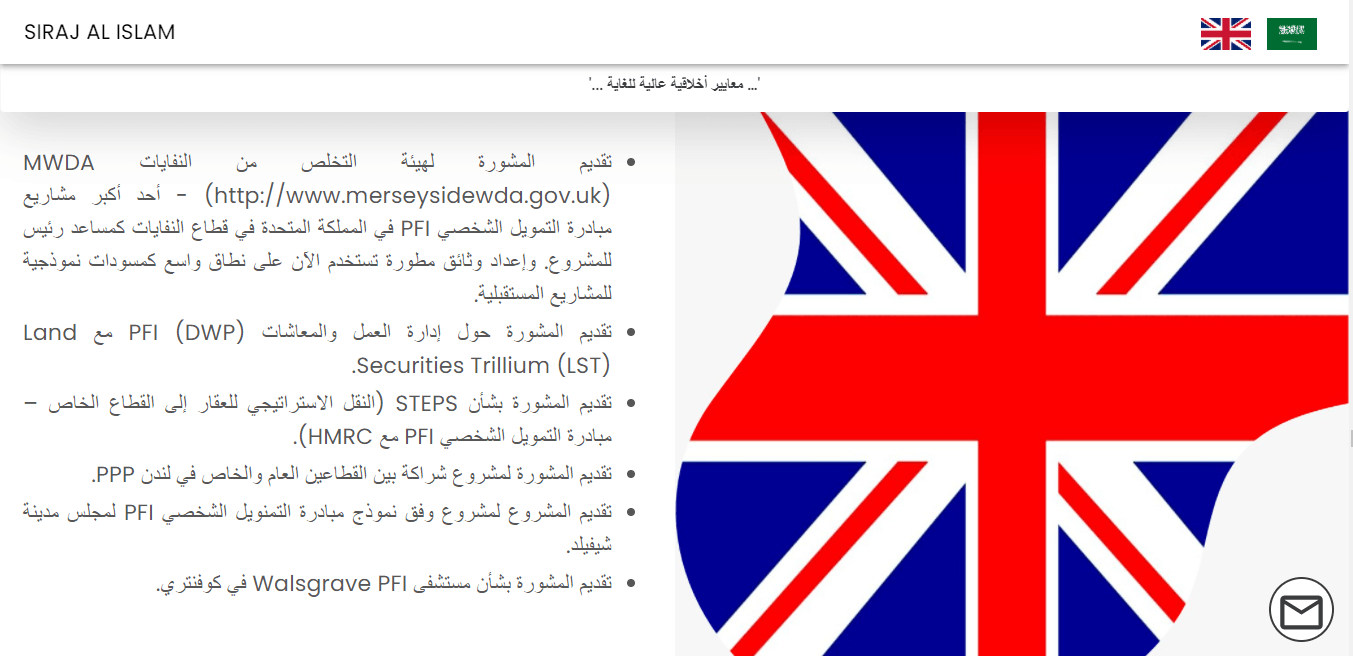 SIRAJ AL ISLAM
'... معايير أخلاقية عالية للغاية ...'
تقديم المشورة لهيئة التخلص من النفايات MWDA
(http://www.merseysidewda.gov.uk) - أحد أكبر مشاريع
مبادرة التمويل الشخصي PFI في المملكة المتحدة في قطاع النفايات كمساعد رئيس
للمشروع. وإعداد وثائق مطورة تستخدم الآن على نطاق واسع كمسودات نموذجية
للمشاريع المستقبلية.
تقديم المشورة حول إدارة العمل والمعاشات (DWP) PFI مع Land
Securities Trillium (LST).
تقديم المشورة بشأن STEPS (النقل الاستراتيجي للعقار إلى القطاع الخاص –
مبادرة التمويل الشخصي PFI مع HMRC).
تقديم المشورة لمشروع شراكة بين القطاعين العام والخاص في لندن PPP.
تقديم المشروع لمشروع وفق نموذج مبادرة التمنويل الشخصي PFI لمجلس مدينة
شيفيلد.
تقديم المشورة بشأن مستشفى Walsgrave PFI في كوفنتري.